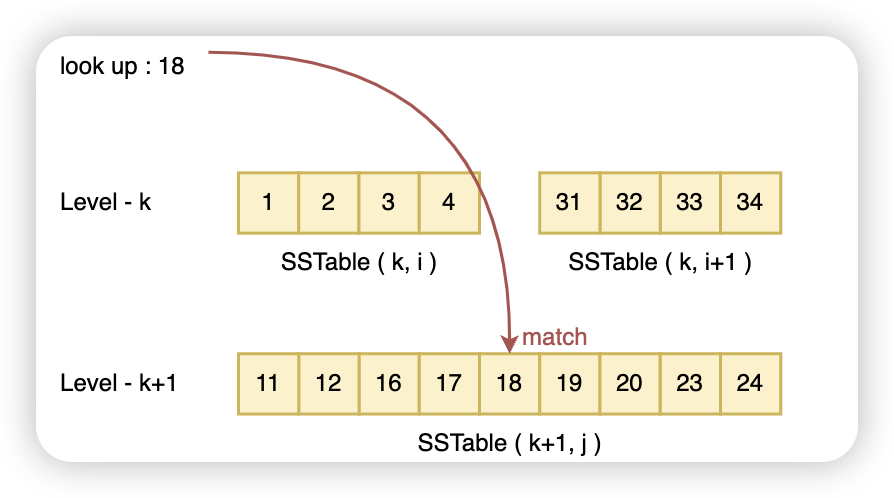 look up : 18
Level - k
1 2 3 4 31 32 33 34
SSTable ( k, i ) SSTable ( k, i+1 )
match
Level - k+1
11 12 16 17 18 19 20 23 24
SSTable ( k+1, j )